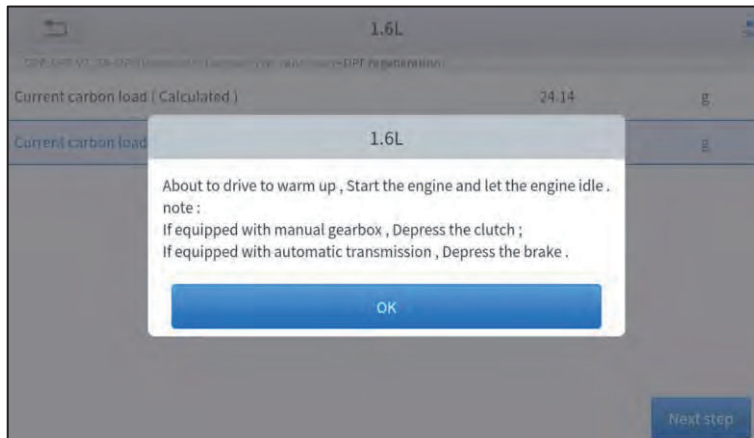 1.6L
DPF regeneration
Current carbon load ( Calculated )
24.14
g
Current carbon load
g
1.6L
About to drive to warm up , Start the engine and let the engine idle .
note :
If equipped with manual gearbox , Depress the clutch ;
If equipped with automatic transmission , Depress the brake .
OK
Next step